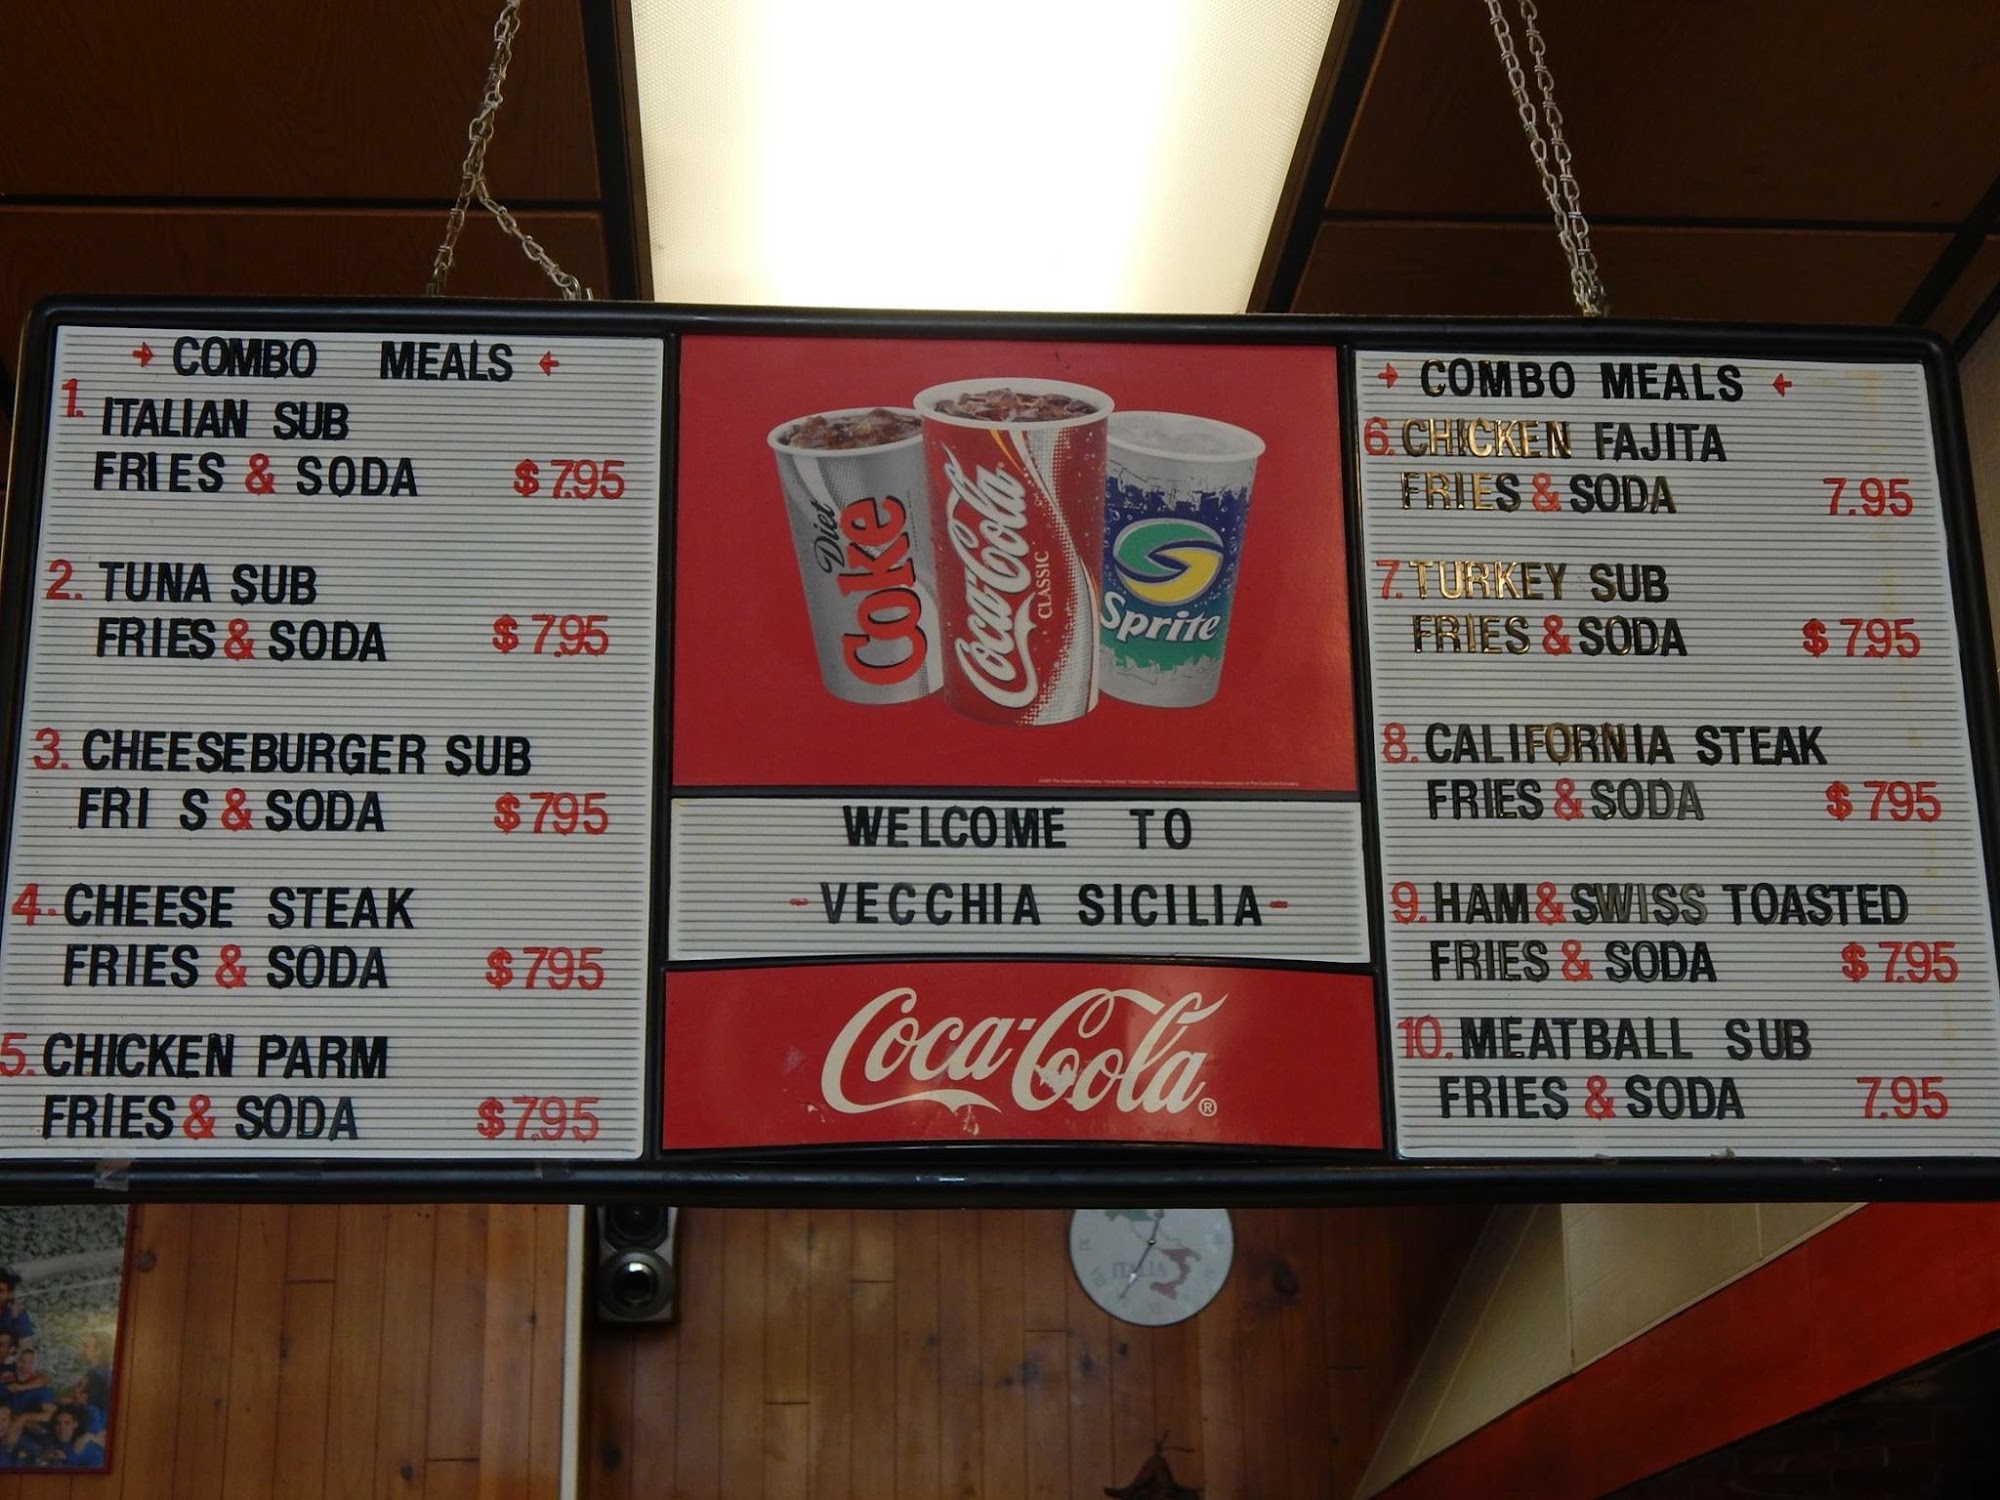 → COMBO MEALS ←
1. ITALIAN SUB
FRIES & SODA $7.95
2. TUNA SUB
FRIES & SODA $7.95
3. CHEESEBURGER SUB
FRI S & SODA $795
4. CHEESE STEAK
FRIES & SODA $795
5. CHICKEN PARM
FRIES & SODA $7.95
Diet Coke
Coca-Cola CLASSIC
Sprite
WELCOME TO
-VECCHIA SICILIA-
Coca-Cola®
→ COMBO MEALS ←
6. CHICKEN FAJITA
FRIES & SODA 7.95
7. TURKEY SUB
FRIES & SODA $7.95
8. CALIFORNIA STEAK
FRIES & SODA $795
9. HAM & SWISS TOASTED
FRIES & SODA $7.95
10. MEATBALL SUB
FRIES & SODA 7.95
ITALIA